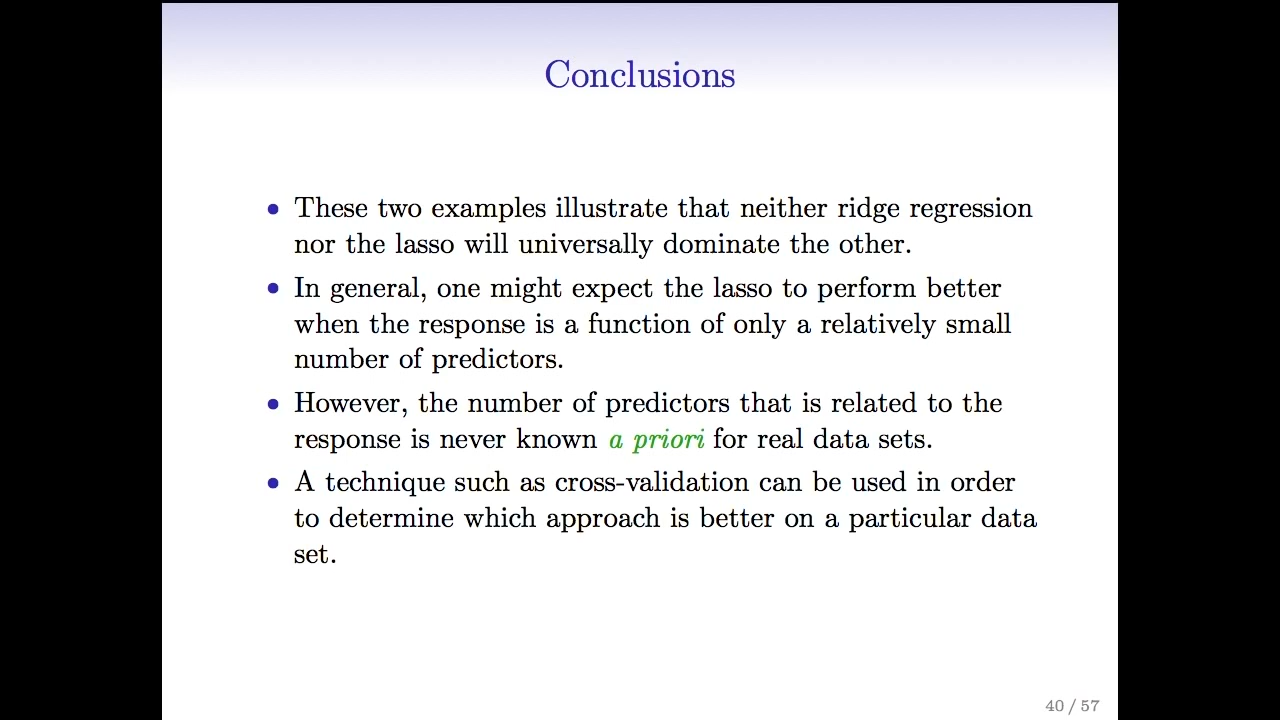 Conclusions
• These two examples illustrate that neither ridge regression
nor the lasso will universally dominate the other.
• In general, one might expect the lasso to perform better
when the response is a function of only a relatively small
number of predictors.
• However, the number of predictors that is related to the
response is never known a priori for real data sets.
• A technique such as cross-validation can be used in order
to determine which approach is better on a particular data
set.
40 / 57